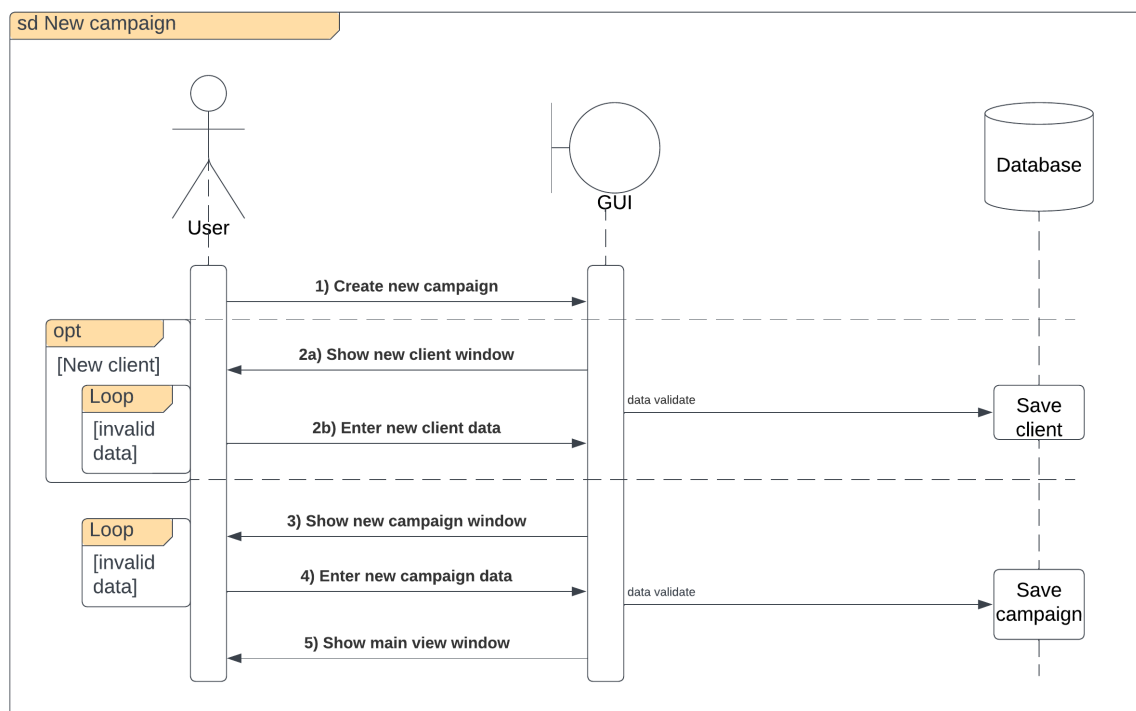 sd New campaign
Database
GUI
User
1) Create new campaign
opt
[New client]
2a) Show new client window
Loop
[invalid
data]
data validate
Save
client
2b) Enter new client data
3) Show new campaign window
Loop
[invalid
data]
4) Enter new campaign data
data validate
Save
campaign
5) Show main view window